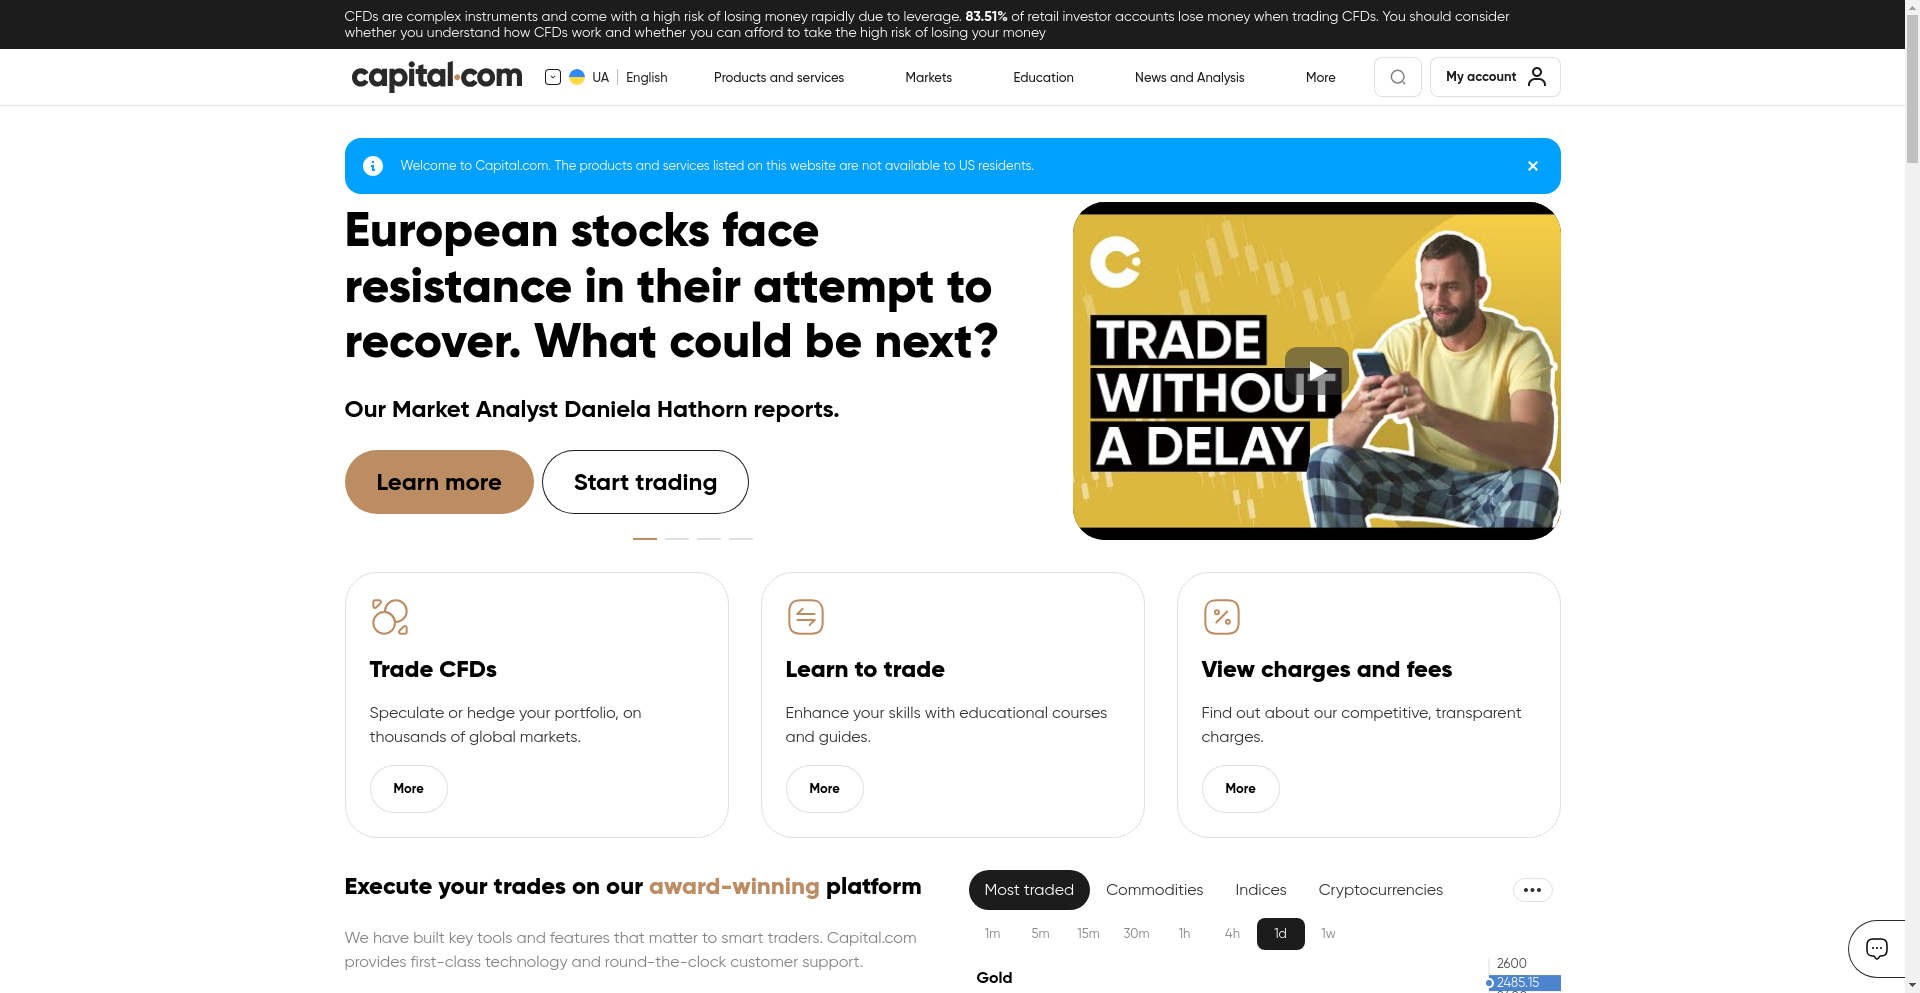 CFDs are complex instruments and come with a high risk of losing money rapidly due to leverage. 83.51% of retail investor accounts lose money when trading CFDs. You should consider
whether you understand how CFDs work and whether you can afford to take the high risk of losing your money
capital.com
UA
English
Products and services
Markets
Education
News and Analysis
More
My account
Welcome to Capital.com. The products and services listed on this website are not available to US residents.
European stocks face
resistance in their attempt to
recover. What could be next?
Our Market Analyst Daniela Hathorn reports.
Learn more
Start trading
TRADE
WITHOUT
A DELAY
Trade CFDs
Speculate or hedge your portfolio, on
thousands of global markets.
More
Learn to trade
Enhance your skills with educational courses
and guides.
More
View charges and fees
Find out about our competitive, transparent
charges.
More
Execute your trades on our award-winning platform
We have built key tools and features that matter to smart traders. Capital.com
provides first-class technology and round-the-clock customer support.
Most traded
Commodities
Indices
Cryptocurrencies
1m
5m
15m
30m
1h
4h
1d
1w
Gold
2600
2485.15